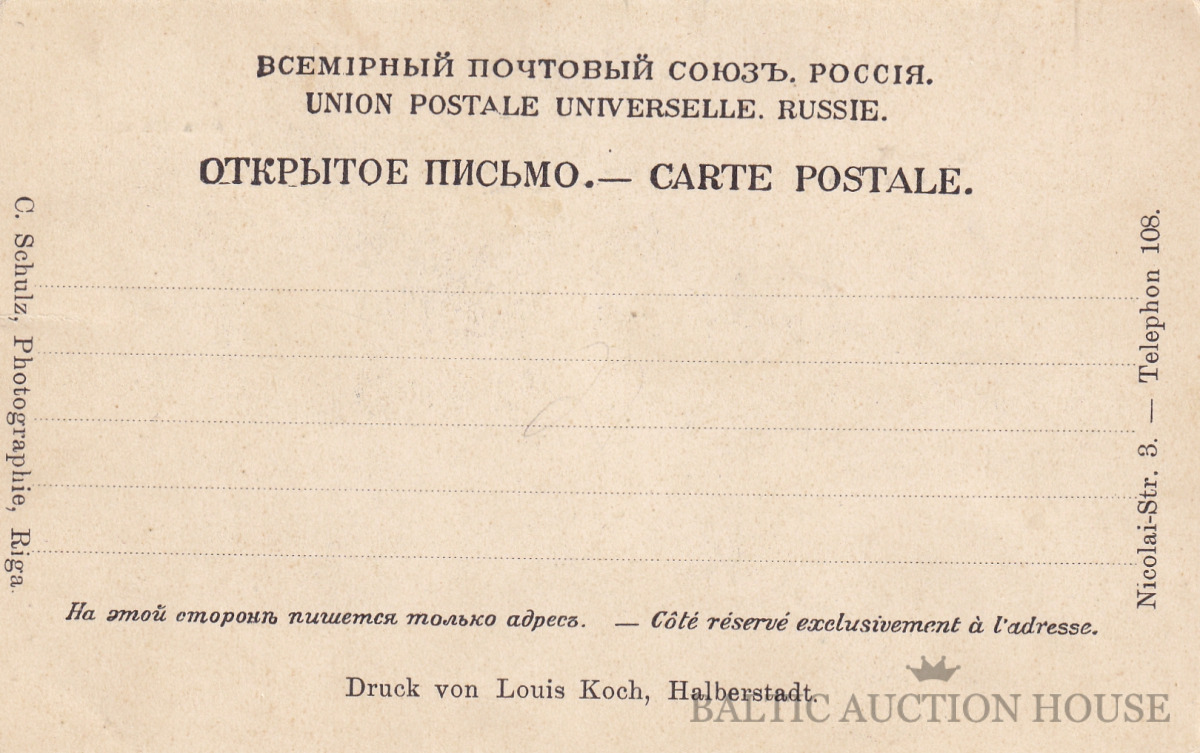 ВСЕМІРНЫЙ ПОЧТОВЫЙ СОЮЗЪ. РОССІЯ.
UNION POSTALE UNIVERSELLE. RUSSIE.
ОТКРЫТОЕ ПИСЬМО.— CARTE POSTALE.
C. Schulz, Photographie, Riga.
Nicolai-Str. 3. — Telephon 108.
На этой сторонѣ пишется только адресъ. — Côté réservé exclusivement à l'adresse.
Druck von Louis Koch, Halberstadt.
BALTIC AUCTION HOUSE